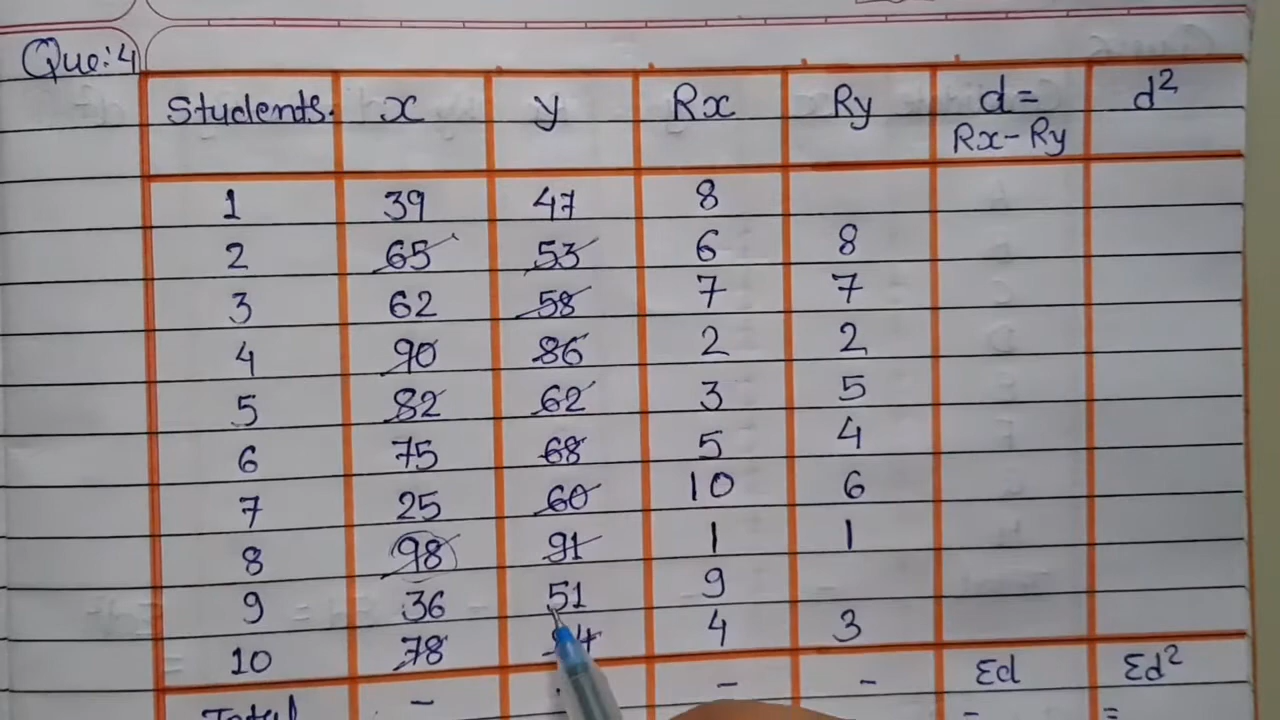 Que:4
Students. x y Rx Ry d= Rx-Ry d²
1 39 47 8
2 65 53 6 8
3 62 58 7 7
4 90 86 2 2
5 82 62 3 5
6 75 68 5 4
7 25 60 10 6
8 98 91 1 1
9 36 51 9
10 78 4 3
Total - - - Σd Σd²
= =